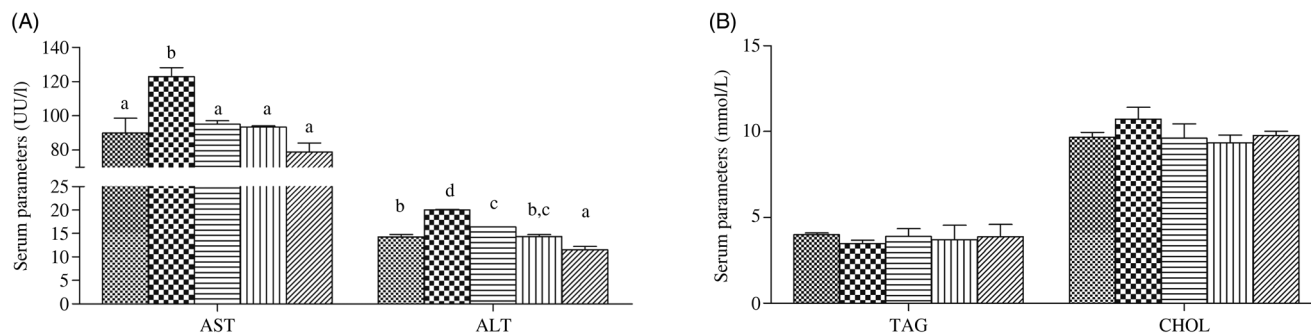 (A)
Serum parameters (UU/l)
140
120
100
80
25
20
15
10
5
0
a
b
a
a
a
b
d
c
b,c
a
AST
ALT
(B)
Serum parameters (mmol/L)
15
10
5
0
TAG
CHOL